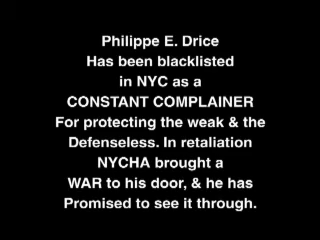 Philippe E. Drice
Has been blacklisted
in NYC as a
CONSTANT COMPLAINER
For protecting the weak & the
Defenseless. In retaliation
NYCHA brought a
WAR to his door, & he has
Promised to see it through.